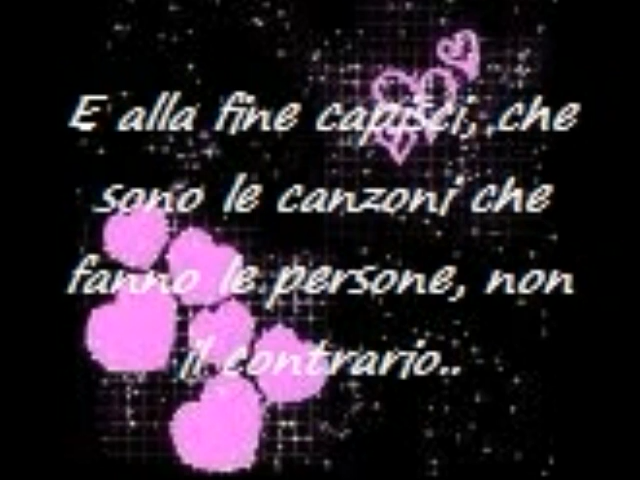 E alla fine capisci, che
sono le canzoni che
fanno le persone, non
il contrario..